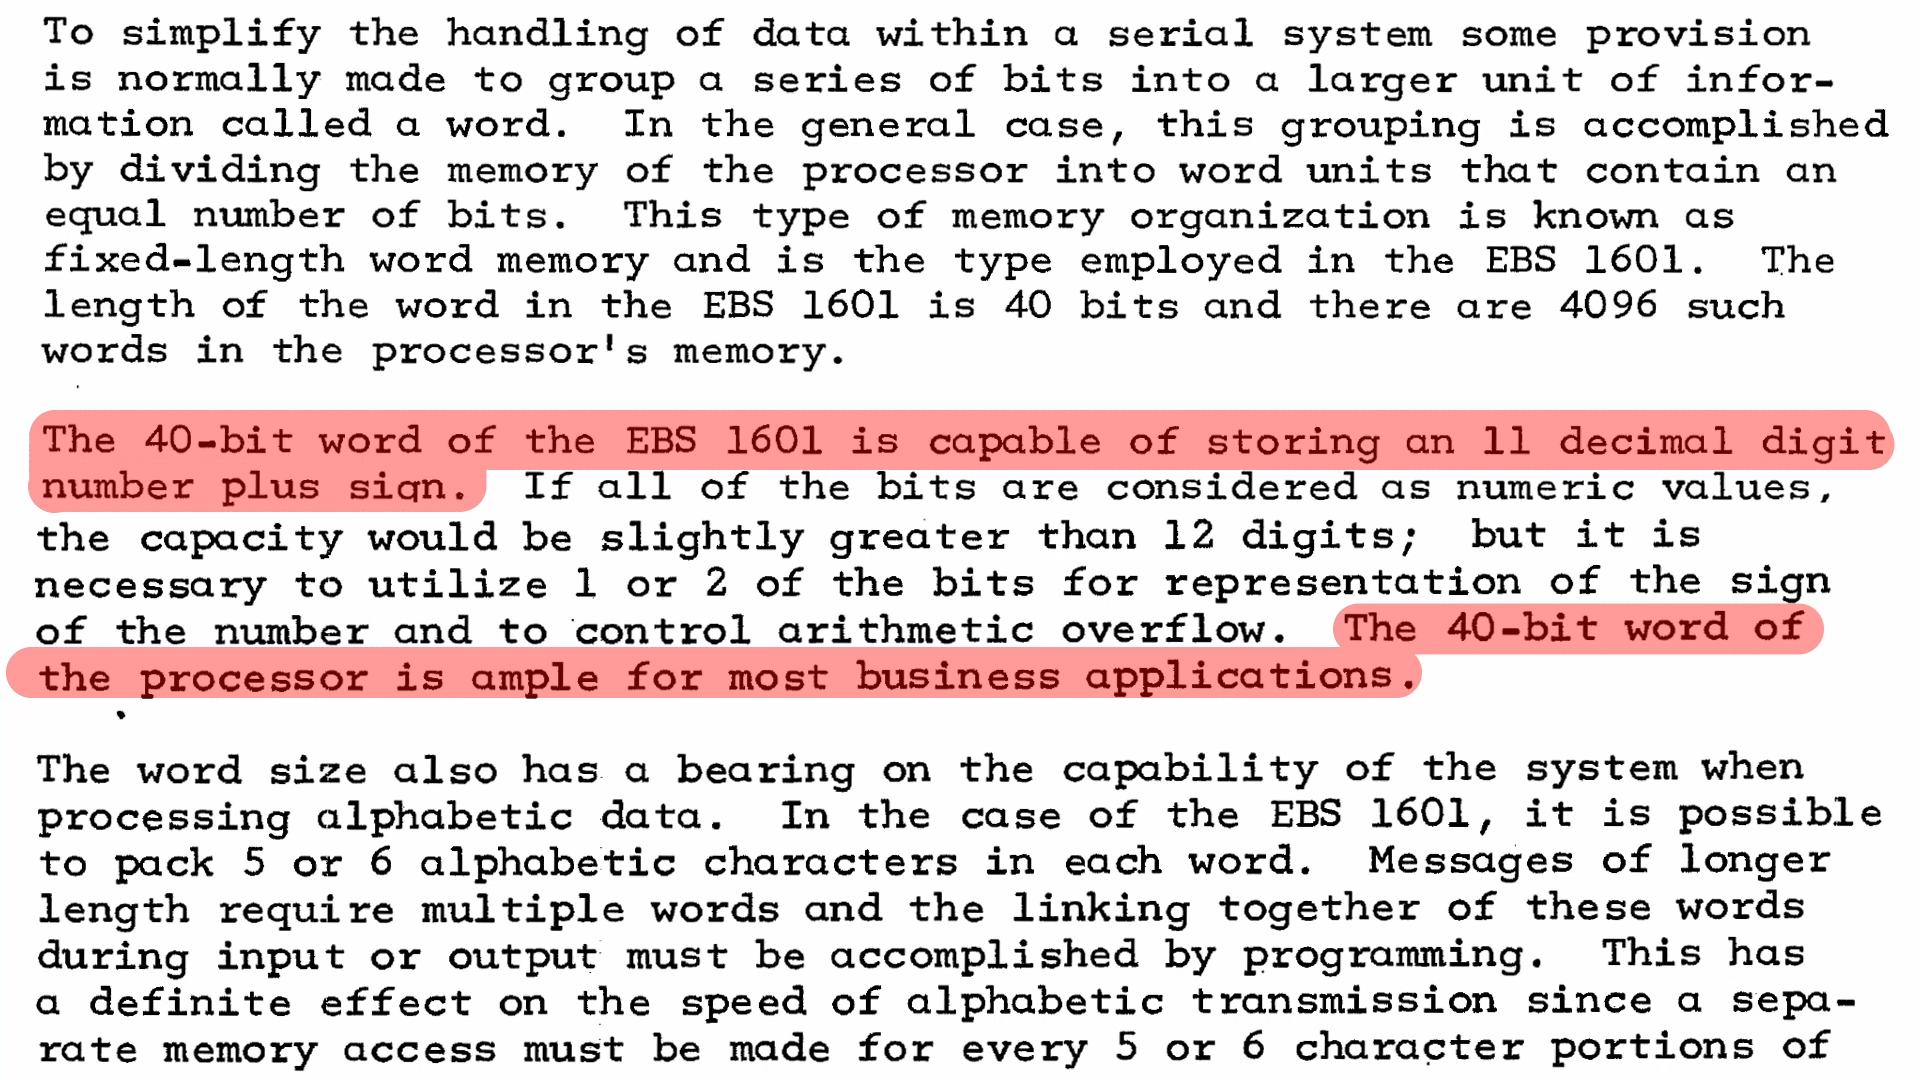 To simplify the handling of data within a serial system some provision
is normally made to group a series of bits into a larger unit of infor-
mation called a word.  In the general case, this grouping is accomplished
by dividing the memory of the processor into word units that contain an
equal number of bits.  This type of memory organization is known as
fixed-length word memory and is the type employed in the EBS 1601.  The
length of the word in the EBS 1601 is 40 bits and there are 4096 such
words in the processor's memory.
The 40-bit word of the EBS 1601 is capable of storing an 11 decimal digit
number plus sign.  If all of the bits are considered as numeric values,
the capacity would be slightly greater than 12 digits;  but it is
necessary to utilize 1 or 2 of the bits for representation of the sign
of the number and to control arithmetic overflow.  The 40-bit word of
the processor is ample for most business applications.
The word size also has a bearing on the capability of the system when
processing alphabetic data.  In the case of the EBS 1601, it is possible
to pack 5 or 6 alphabetic characters in each word.  Messages of longer
length require multiple words and the linking together of these words
during input or output must be accomplished by programming.  This has
a definite effect on the speed of alphabetic transmission since a sepa-
rate memory access must be made for every 5 or 6 character portions of